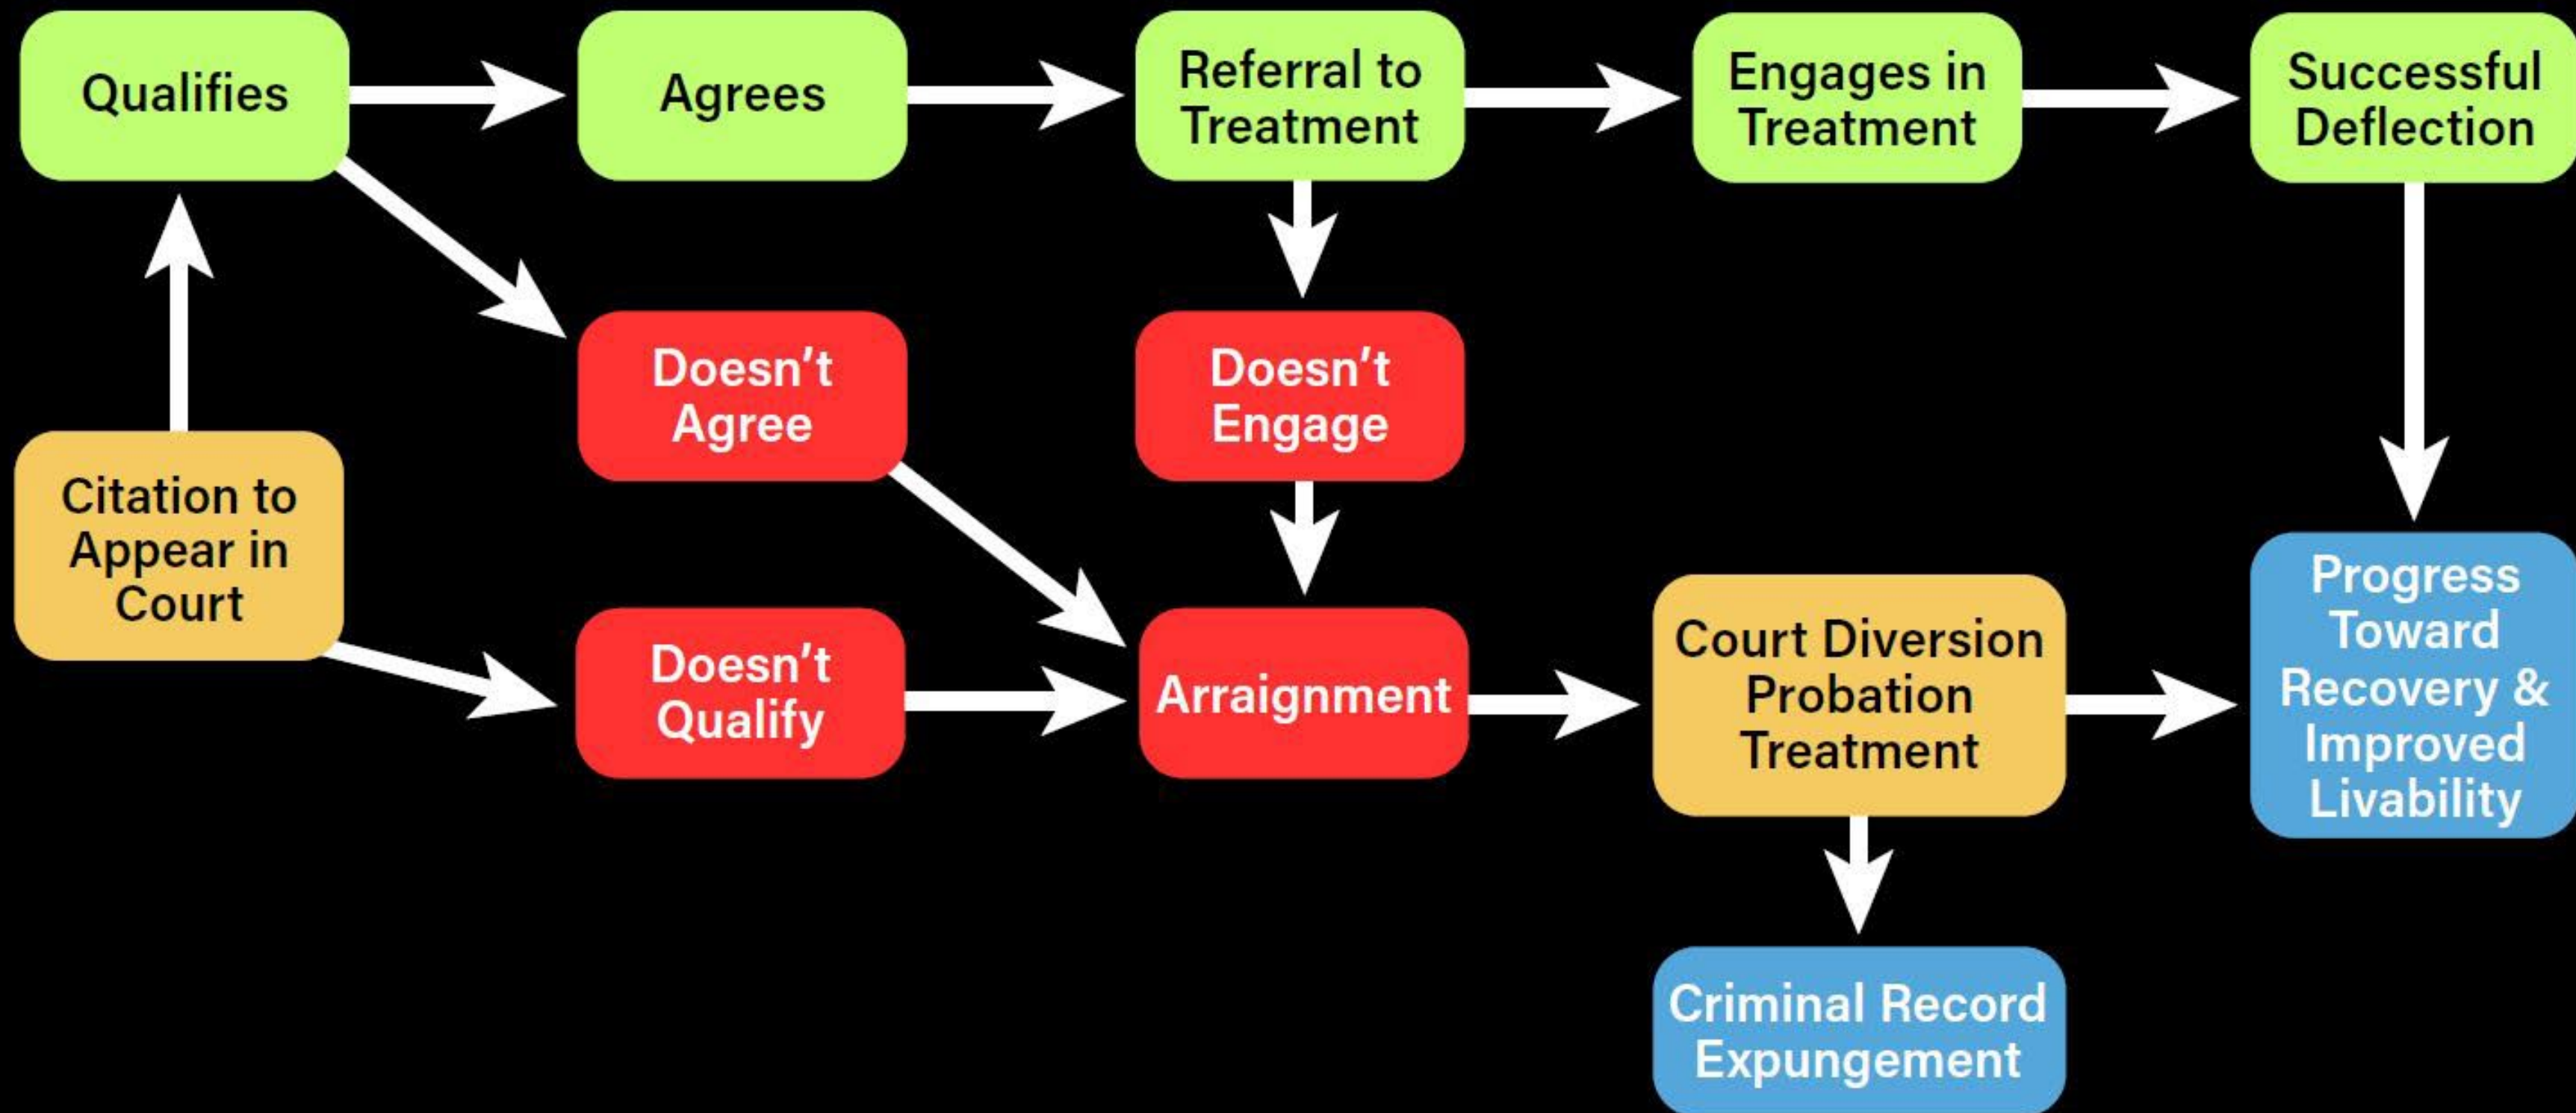 Qualifies
Agrees
Referral to
Treatment
Engages in
Treatment
Successful
Deflection
Doesn't
Agree
Doesn't
Engage
Citation to
Appear in
Court
Doesn't
Qualify
Arraignment
Court Diversion
Probation
Treatment
Progress
Toward
Recovery &
Improved
Livability
Criminal Record
Expungement